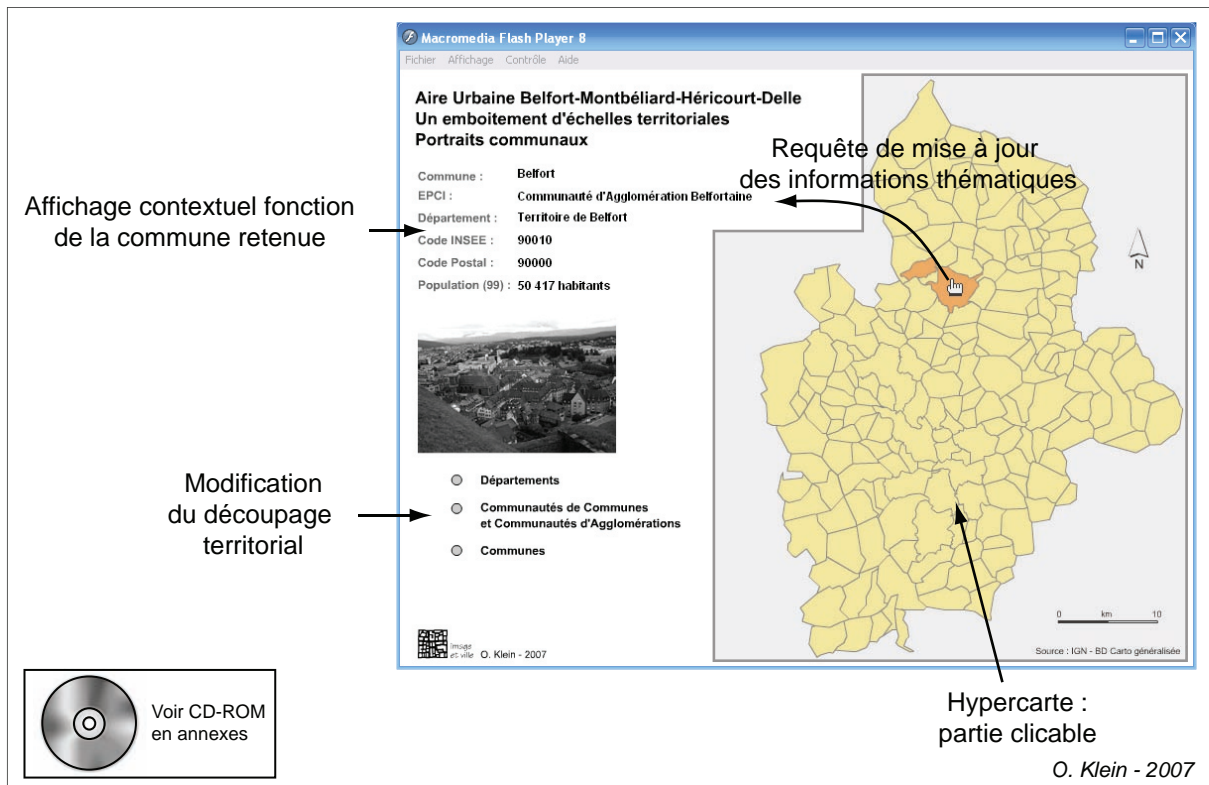 Macromedia Flash Player 8
Fichier Affichage Contrôle Aide
Aire Urbaine Belfort-Montbéliard-Héricourt-Delle
Un emboitement d'échelles territoriales
Portraits communaux
Requête de mise à jour
des informations thématiques
Commune : Belfort
EPCI : Communauté d'Agglomération Belfortaine
Département : Territoire de Belfort
Code INSEE : 90010
Code Postal : 90000
Population (99) : 50 417 habitants
Affichage contextuel fonction
de la commune retenue
N
Modification
du découpage
territorial
Départements
Communautés de Communes
et Communautés d'Agglomérations
Communes
0 km 10
Source : IGN - BD Carto généralisée
image
et ville O. Klein - 2007
Voir CD-ROM
en annexes
Hypercarte :
partie clicable
O. Klein - 2007